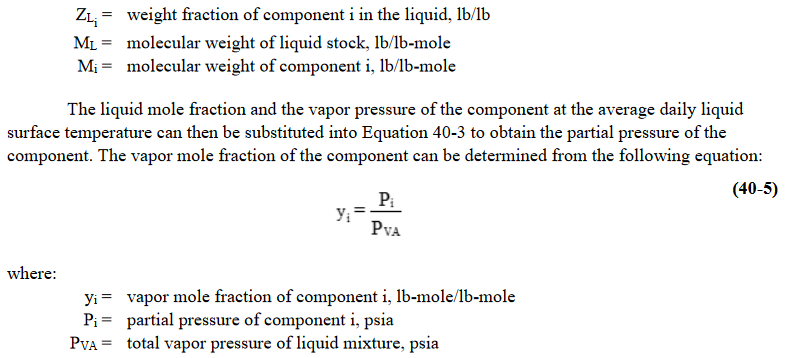 Z_{L_i} = weight fraction of component i in the liquid, lb/lb
M_L = molecular weight of liquid stock, lb/lb-mole
M_i = molecular weight of component i, lb/lb-mole
The liquid mole fraction and the vapor pressure of the component at the average daily liquid
surface temperature can then be substituted into Equation 40-3 to obtain the partial pressure of the
component. The vapor mole fraction of the component can be determined from the following equation:
(40-5)
y_i = P_i / P_{VA}
where:
y_i = vapor mole fraction of component i, lb-mole/lb-mole
P_i = partial pressure of component i, psia
P_{VA} = total vapor pressure of liquid mixture, psia